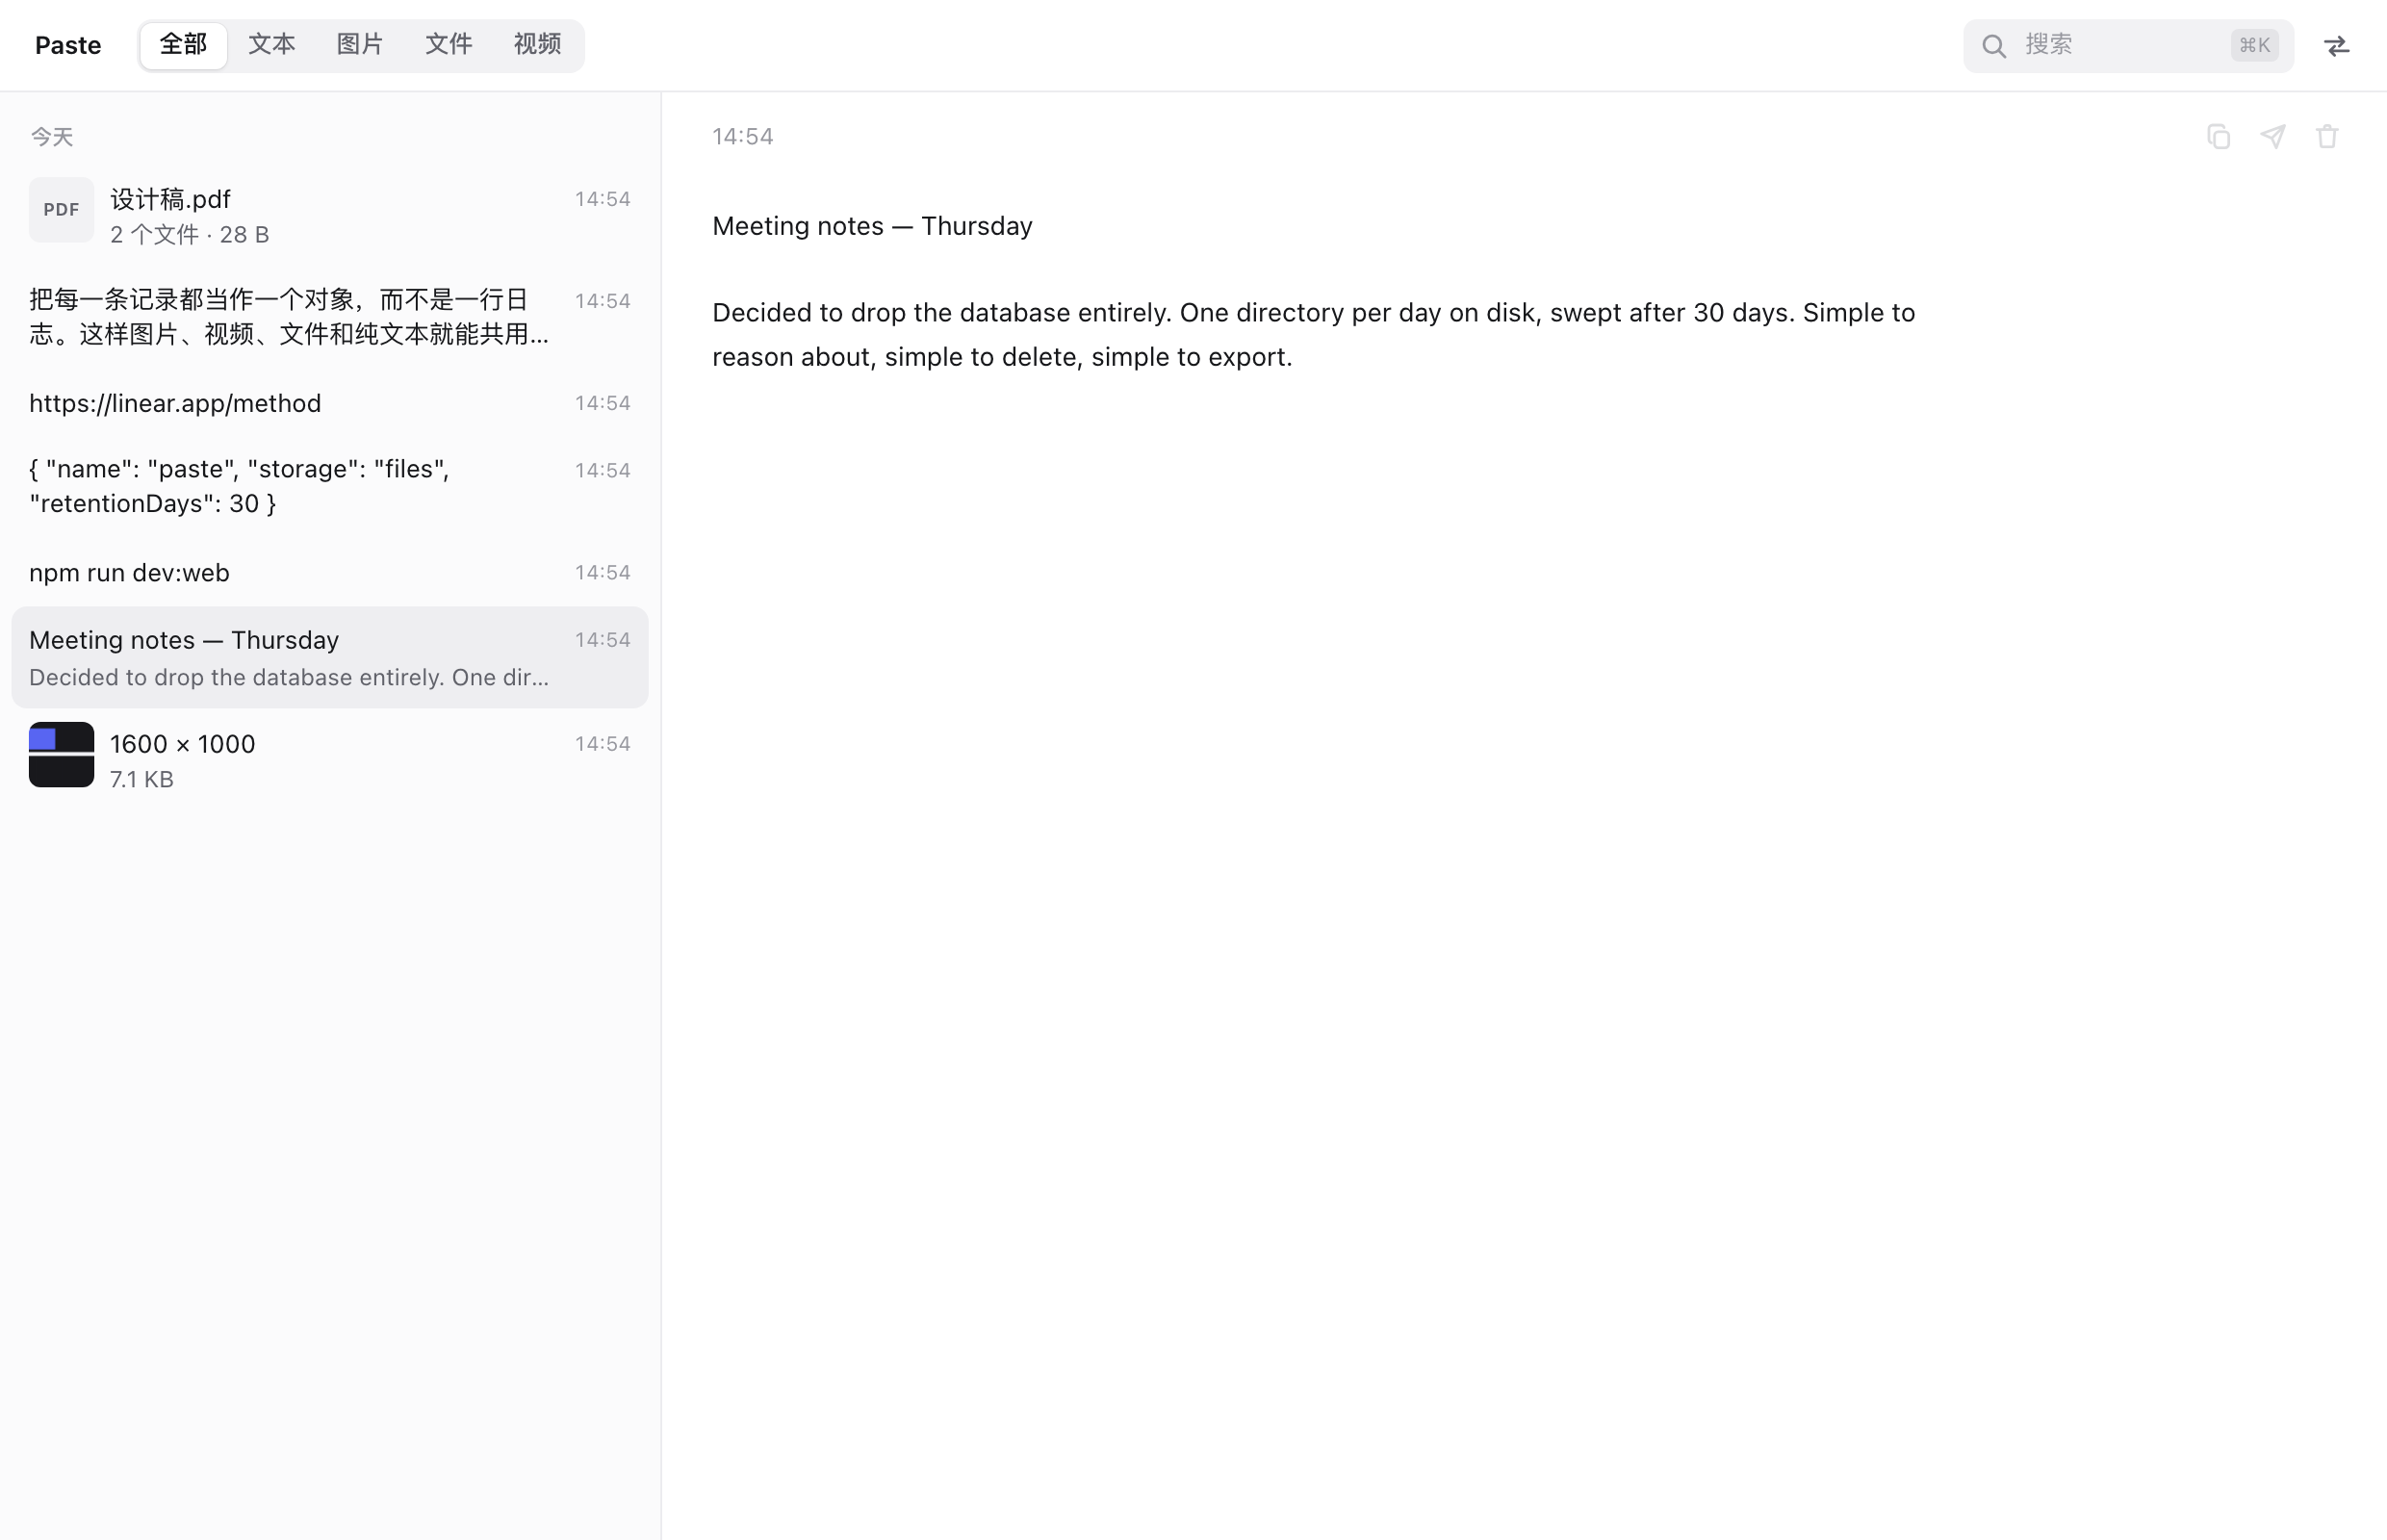 Paste 全部 文本 图片 文件 视频 搜索 ⌘K
今天
PDF 设计稿.pdf 14:54
2 个文件 · 28 B
把每一条记录都当作一个对象，而不是一行日 14:54
志。这样图片、视频、文件和纯文本就能共用...
https://linear.app/method 14:54
{ "name": "paste", "storage": "files", 14:54
"retentionDays": 30 }
npm run dev:web 14:54
Meeting notes — Thursday 14:54
Decided to drop the database entirely. One dir...
1600 × 1000 14:54
7.1 KB
14:54
Meeting notes — Thursday
Decided to drop the database entirely. One directory per day on disk, swept after 30 days. Simple to
reason about, simple to delete, simple to export.